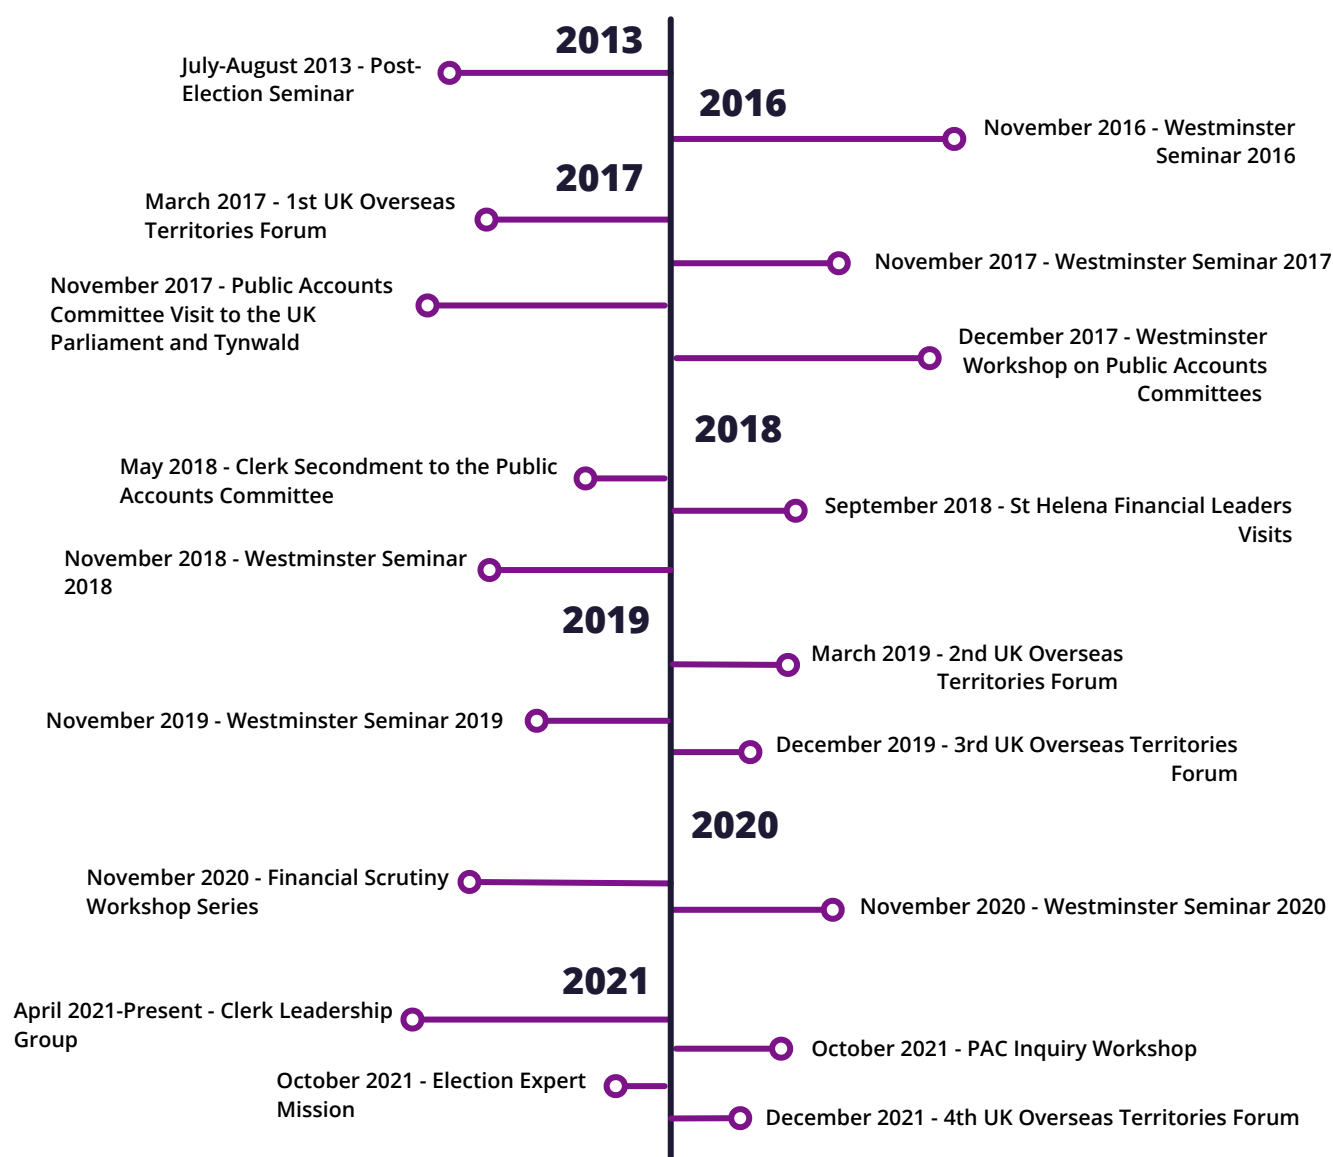 2013
July-August 2013 - Post-
Election Seminar
2016
November 2016 - Westminster
Seminar 2016
2017
March 2017 - 1st UK Overseas
Territories Forum
November 2017 - Westminster Seminar 2017
November 2017 - Public Accounts
Committee Visit to the UK
Parliament and Tynwald
December 2017 - Westminster
Workshop on Public Accounts
Committees
2018
May 2018 - Clerk Secondment to the Public
Accounts Committee
September 2018 - St Helena Financial Leaders
Visits
November 2018 - Westminster Seminar
2018
2019
March 2019 - 2nd UK Overseas
Territories Forum
November 2019 - Westminster Seminar 2019
December 2019 - 3rd UK Overseas Territories
Forum
2020
November 2020 - Financial Scrutiny
Workshop Series
November 2020 - Westminster Seminar 2020
2021
April 2021-Present - Clerk Leadership
Group
October 2021 - PAC Inquiry Workshop
October 2021 - Election Expert
Mission
December 2021 - 4th UK Overseas Territories Forum